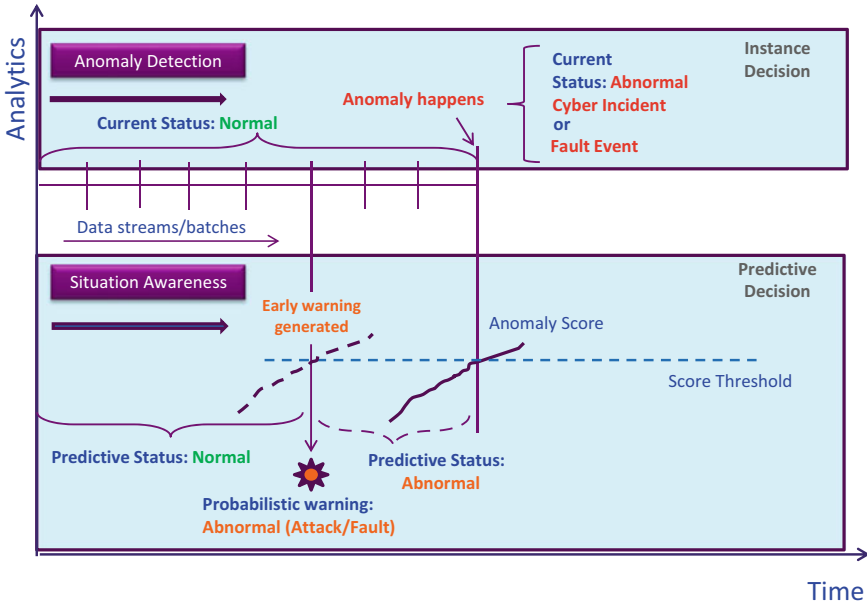 Analytics
Anomaly Detection
Instance
Decision
Current Status: Normal
Anomaly happens
Current
Status: Abnormal
Cyber Incident
or
Fault Event
Data streams/batches
Situation Awareness
Predictive
Decision
Early warning
generated
Anomaly Score
Score Threshold
Predictive Status: Normal
Predictive Status:
Abnormal
Probabilistic warning:
Abnormal (Attack/Fault)
Time